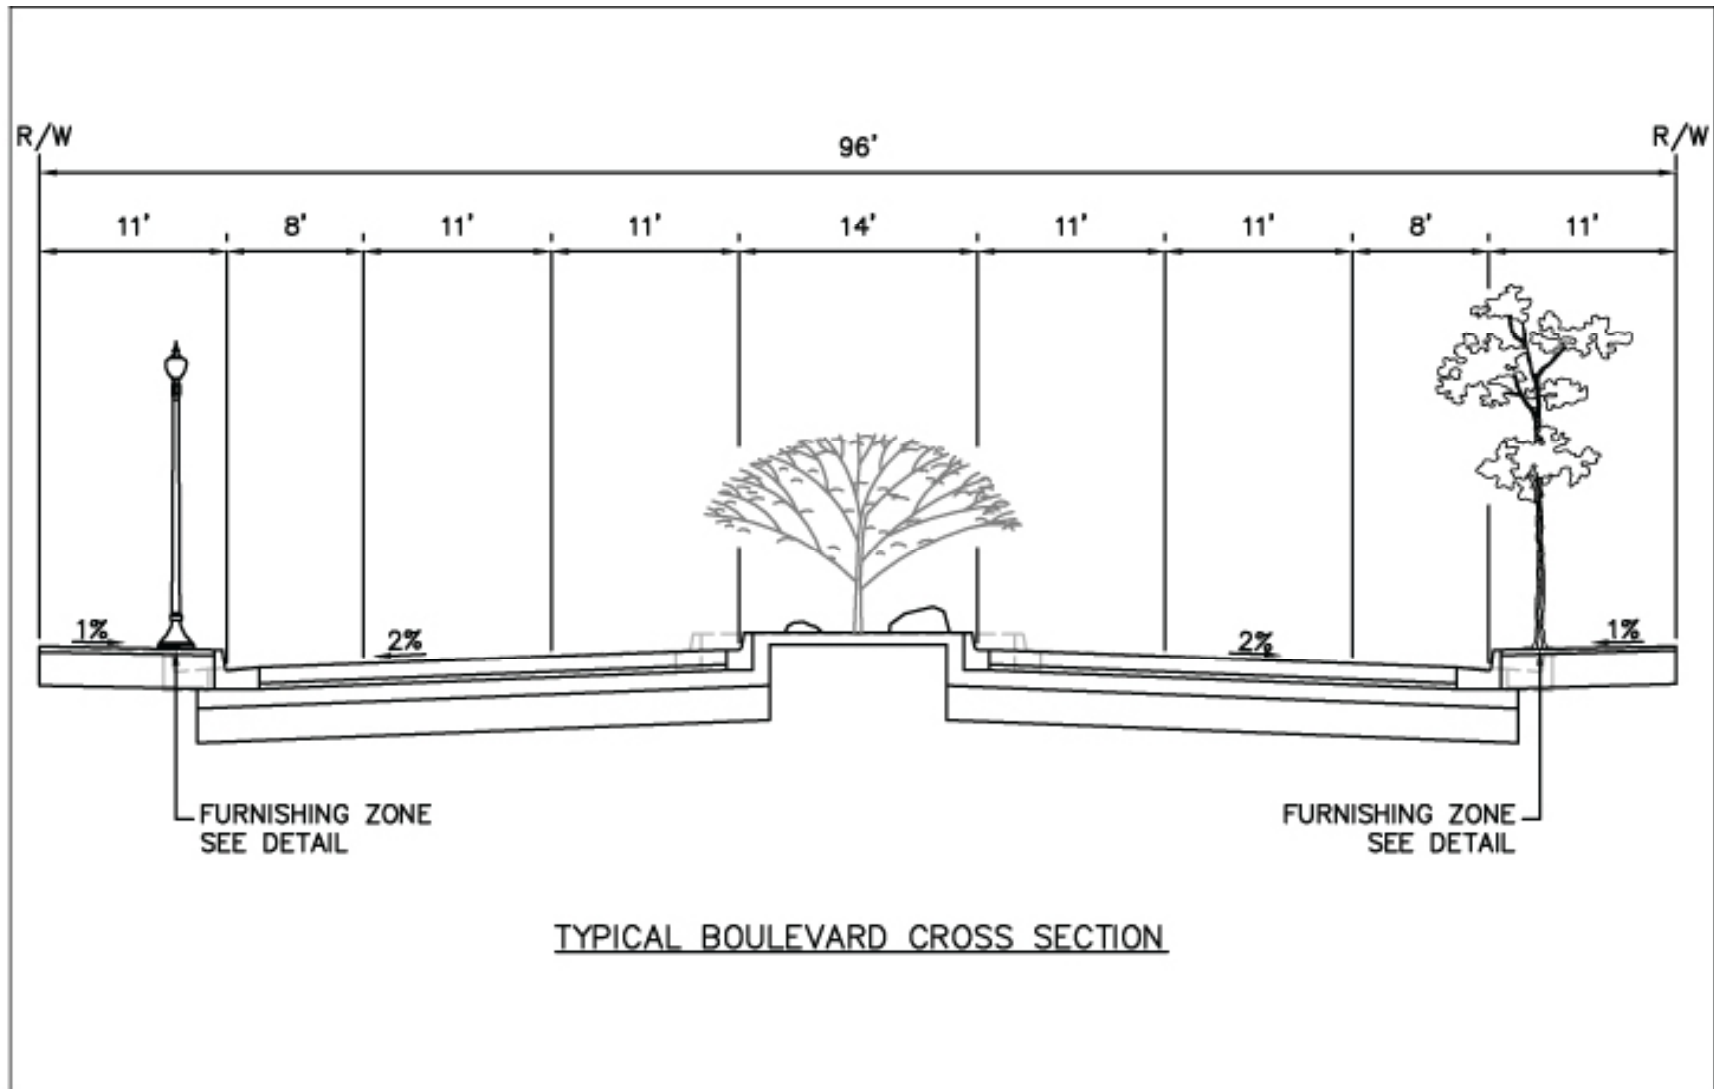 R/W R/W
96'
11' 8' 11' 11' 14' 11' 11' 8' 11'
1% 2% 2% 1%
FURNISHING ZONE
SEE DETAIL
FURNISHING ZONE
SEE DETAIL
TYPICAL BOULEVARD CROSS SECTION